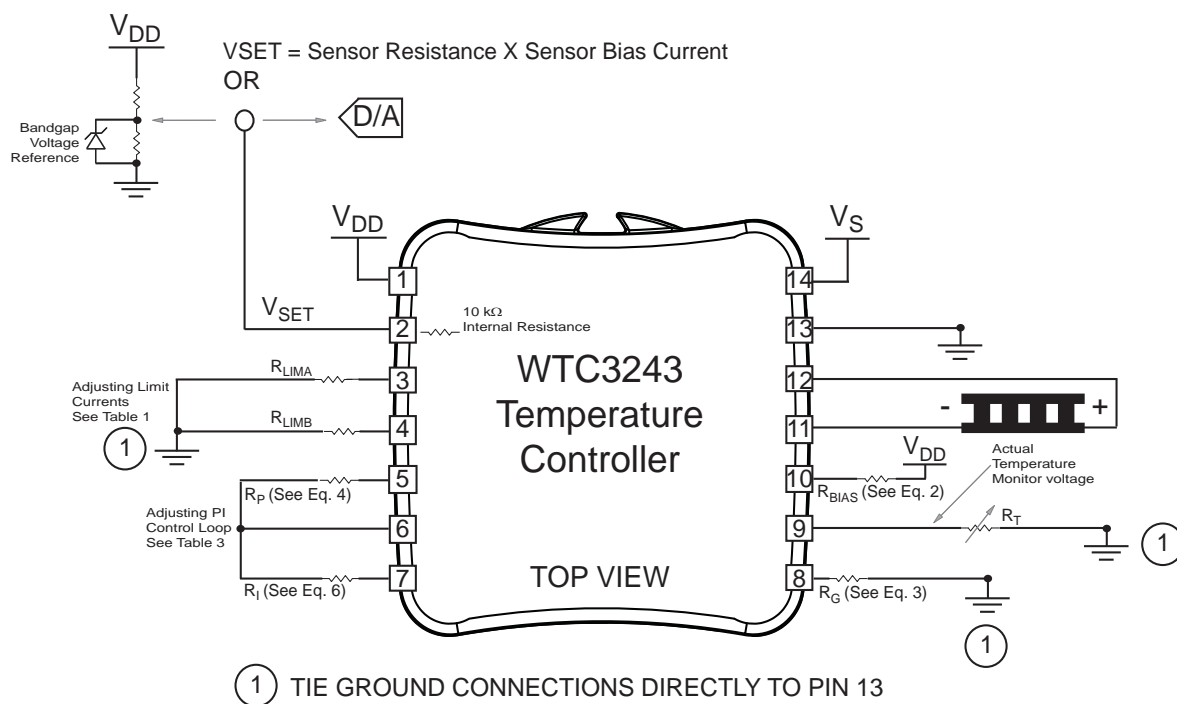 VDD
VSET = Sensor Resistance X Sensor Bias Current
OR
D/A
Bandgap
Voltage
Reference
VDD
VS
1
14
VSET
2
10 kΩ
Internal Resistance
13
WTC3243
Temperature
Controller
RLIMA
3
12
Adjusting Limit
Currents
See Table 1
1
RLIMB
4
11
-
+
Actual
Temperature
Monitor voltage
VDD
RP (See Eq. 4)
5
10
RBIAS (See Eq. 2)
Adjusting PI
Control Loop
See Table 3
6
9
RT
1
RI (See Eq. 6)
7
TOP VIEW
8
RG (See Eq. 3)
1
1 TIE GROUND CONNECTIONS DIRECTLY TO PIN 13